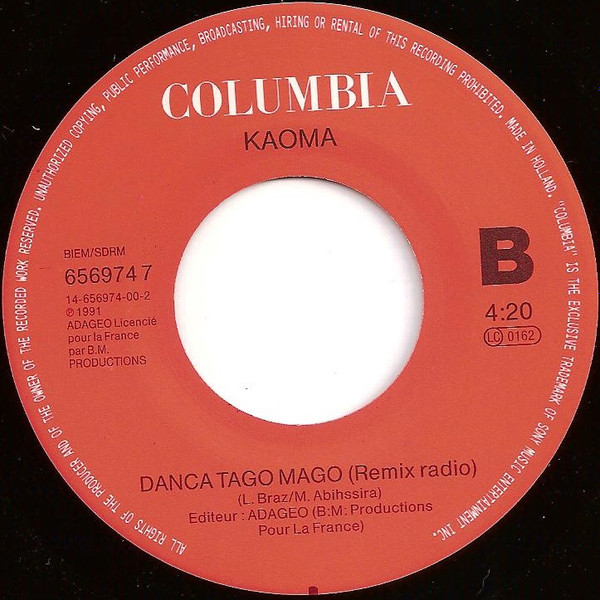 ALL RIGHTS OF THE PRODUCER AND OF THE OWNER OF THE RECORDED WORK RESERVED. UNAUTHORIZED COPYING, PUBLIC PERFORMANCE, BROADCASTING, HIRING OR RENTAL OF THIS RECORDING PROHIBITED. MADE IN HOLLAND. "COLUMBIA" IS THE EXCLUSIVE TRADEMARK OF SONY MUSIC ENTERTAINMENT INC.
COLUMBIA
KAOMA
BIEM/SDRM
656974 7
14-656974-00-2
℗ 1991
ADAGEO Licencié
pour la France
par B.M.
PRODUCTIONS
B
4:20
LC 0162
DANCA TAGO MAGO (Remix radio)
(L. Braz/M. Abihssira)
Editeur : ADAGEO (B:M: Productions
Pour La France)